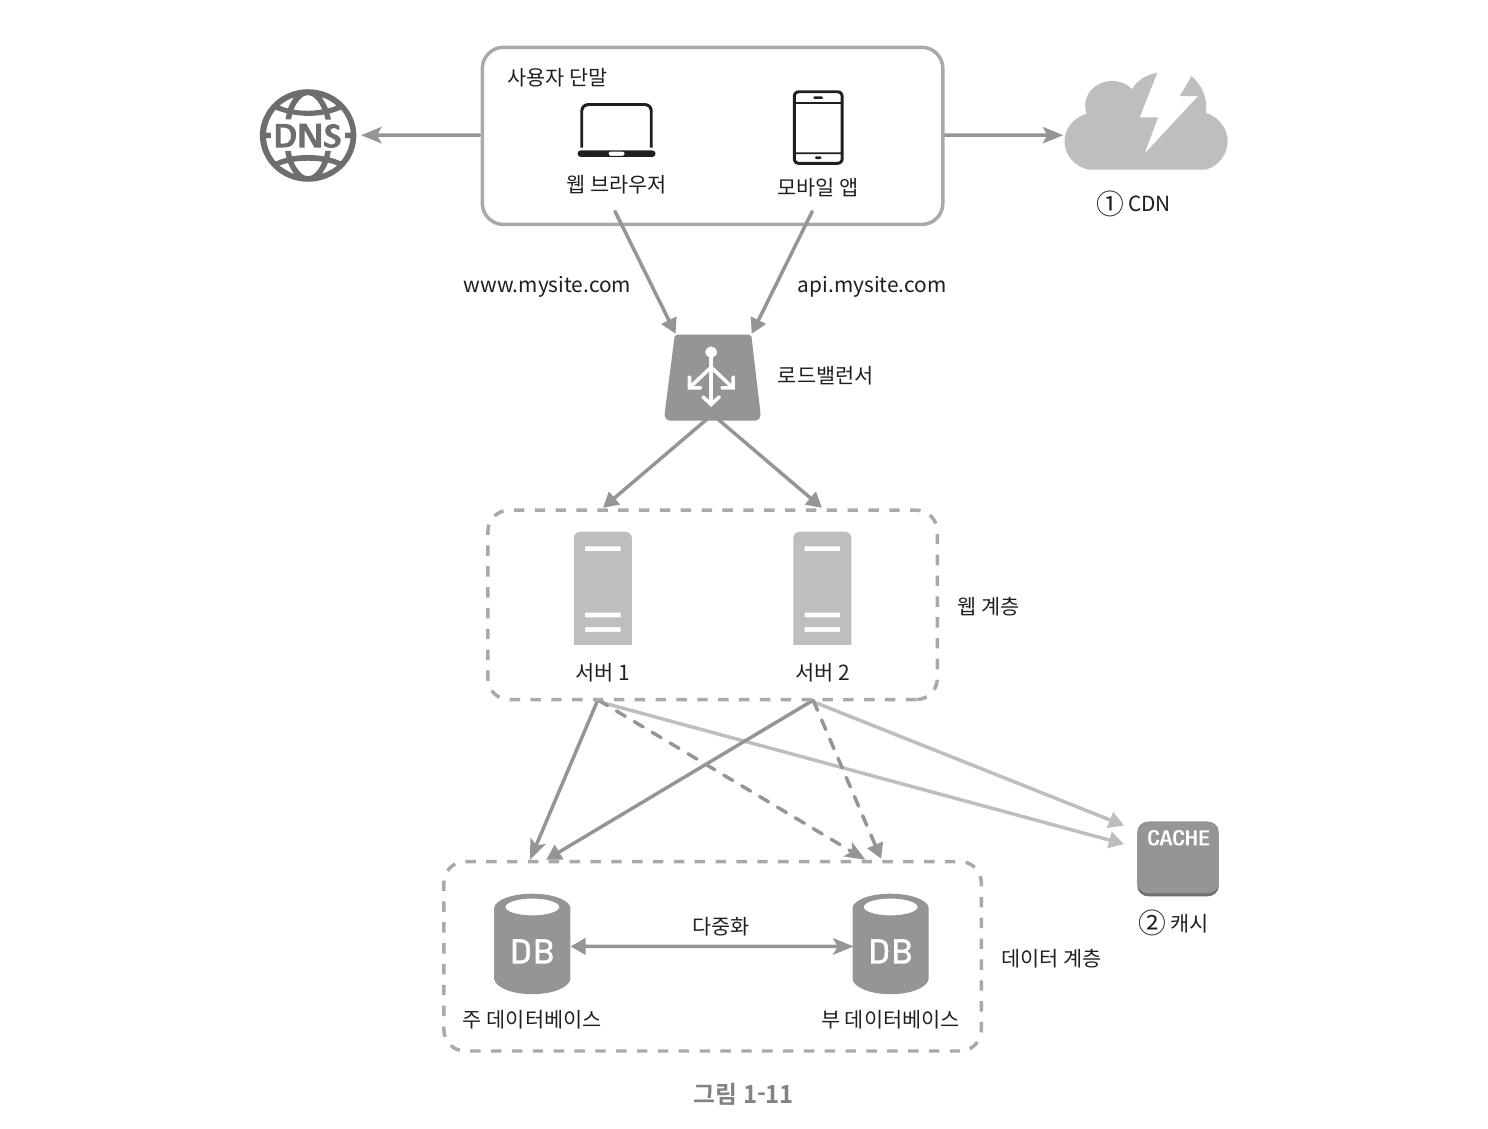 사용자 단말
DNS
웹 브라우저
모바일 앱
① CDN
www.mysite.com
api.mysite.com
로드밸런서
웹 계층
서버 1
서버 2
CACHE
② 캐시
다중화
DB
DB
데이터 계층
주 데이터베이스
부 데이터베이스
그림 1-11